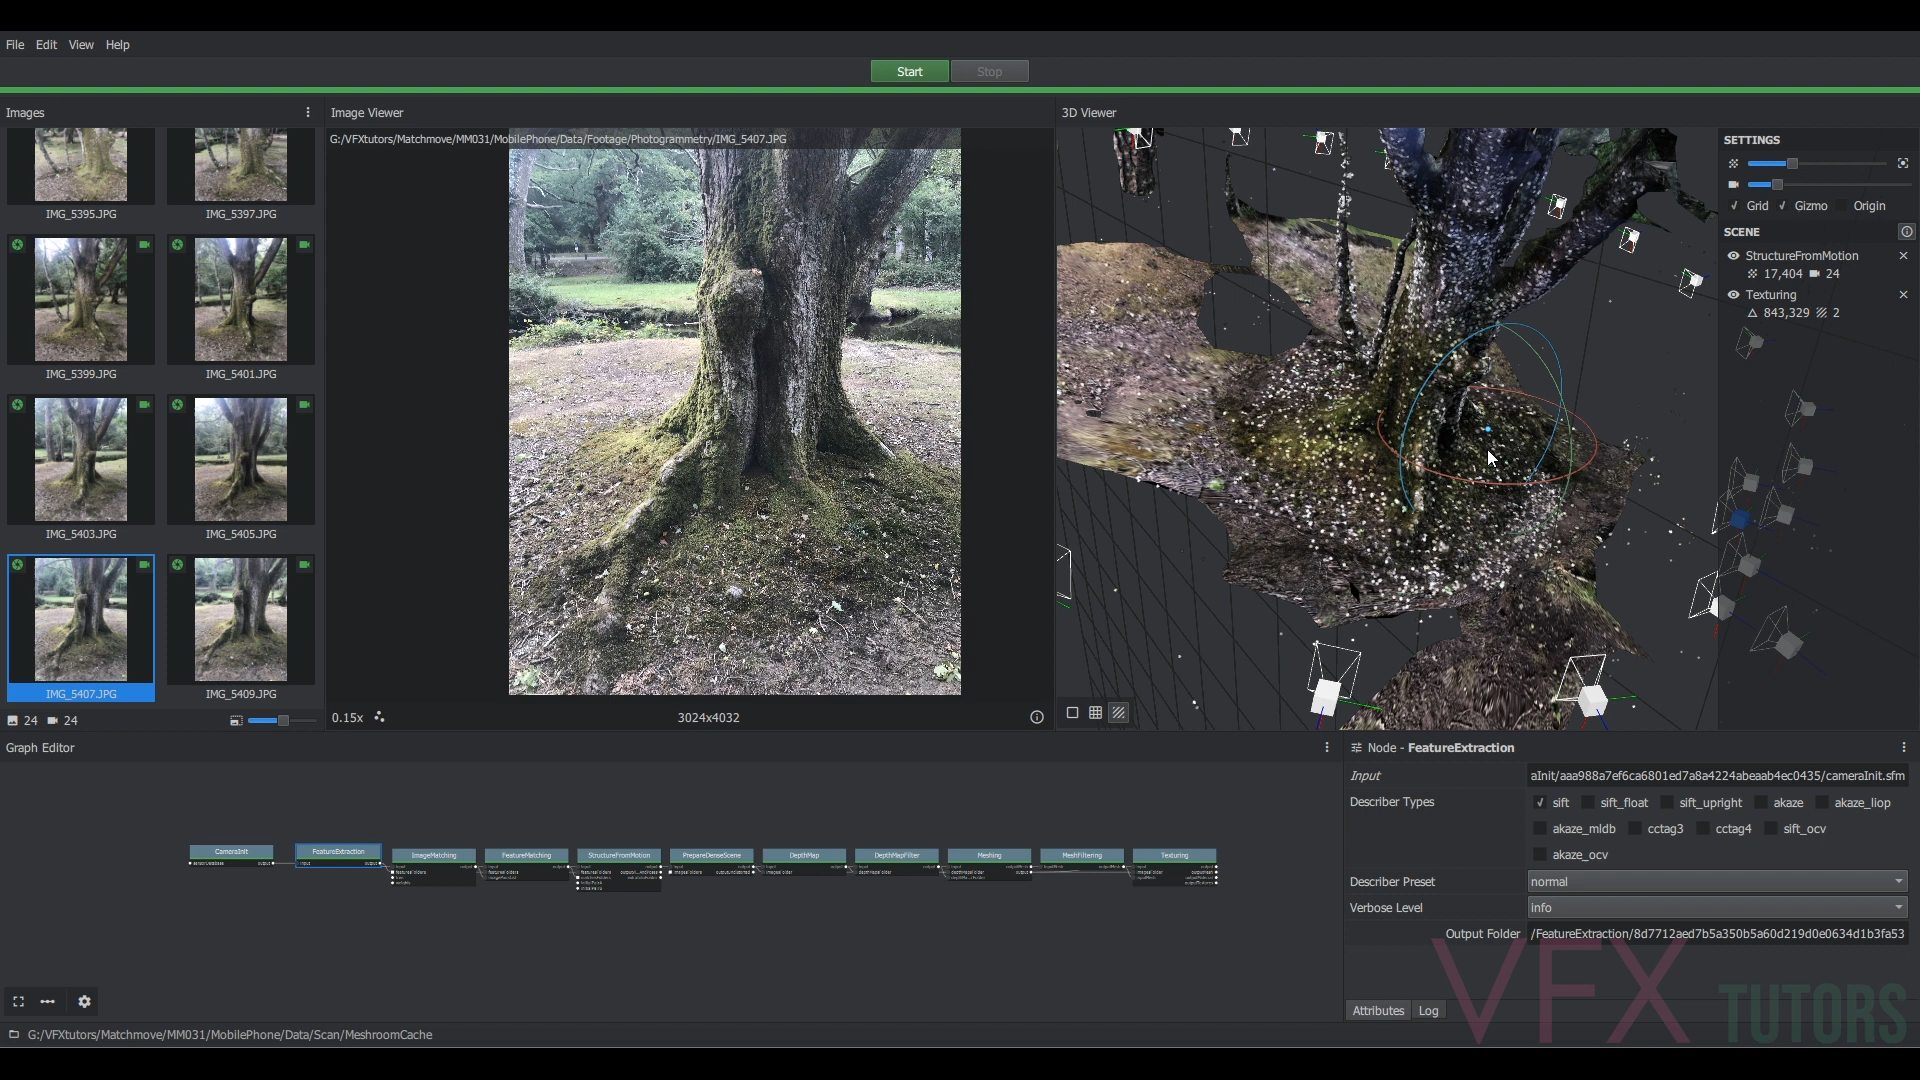 File Edit View Help
Start Stop
Images
Image Viewer
3D Viewer
G:/VFXtutors/Matchmove/MM031/MobilePhone/Data/Footage/Photogrammetry/IMG_5407.JPG
SETTINGS
Grid Gizmo Origin
SCENE
StructureFromMotion
17,404 24
Texturing
843,329 2
IMG_5395.JPG IMG_5397.JPG
IMG_5399.JPG IMG_5401.JPG
IMG_5403.JPG IMG_5405.JPG
IMG_5407.JPG IMG_5409.JPG
24 24
0.15x
3024x4032
Graph Editor
CameraInit
FeatureExtraction
ImageMatching
FeatureMatching
StructureFromMotion
PrepareDenseScene
DepthMap
DepthMapFilter
Meshing
MeshFiltering
Texturing
Node - FeatureExtraction
Input aInit/aaa988a7ef6ca6801ed7a8a4224abeaab4ec0435/cameraInit.sfm
Describer Types sift sift_float sift_upright akaze akaze_liop
akaze_mldb cctag3 cctag4 sift_ocv
akaze_ocv
Describer Preset normal
Verbose Level info
Output Folder /FeatureExtraction/8d7712aed7b5a350b5a60d219d0e0634d1b3fa53
Attributes Log
G:/VFXtutors/Matchmove/MM031/MobilePhone/Data/Scan/MeshroomCache
VFX TUTORS